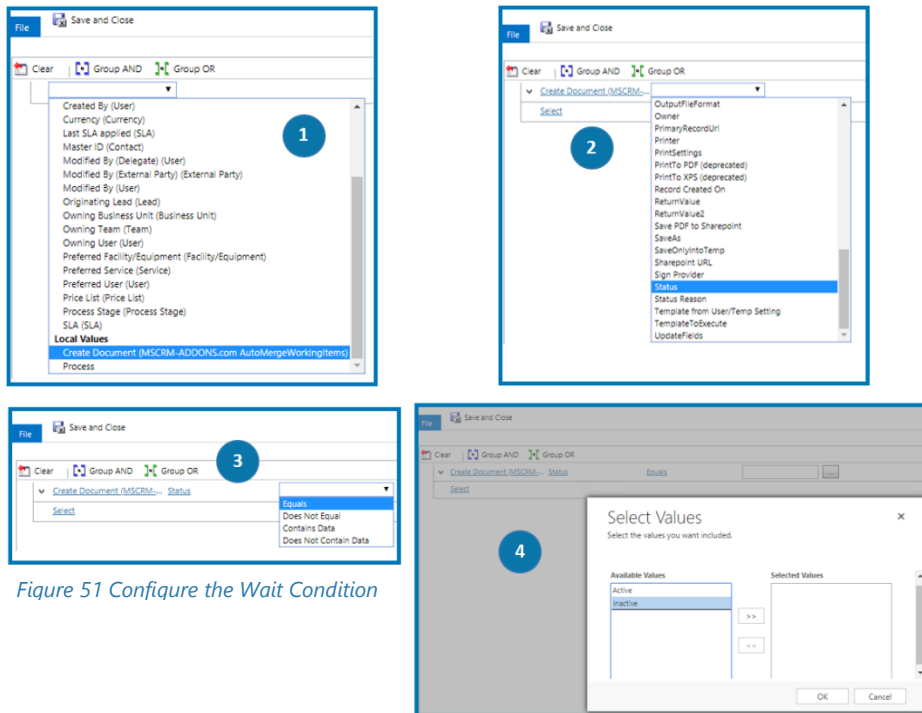 File
Save and Close
Clear
Group AND
Group OR
Created By (User)
Currency (Currency)
Last SLA applied (SLA)
Master ID (Contact)
Modified By (Delegate) (User)
Modified By (External Party) (External Party)
Modified By (User)
Originating Lead (Lead)
Owning Business Unit (Business Unit)
Owning Team (Team)
Owning User (User)
Preferred Facility/Equipment (Facility/Equipment)
Preferred Service (Service)
Preferred User (User)
Price List (Price List)
Process Stage (Process Stage)
SLA (SLA)
Local Values
Create Document (MSCRM-ADDONS.com AutoMergeWorkingItems)
Process
1
File
Save and Close
Clear
Group AND
Group OR
Create Document (MSCRM-...
Select
OutputFileFormat
Owner
PrimaryRecordUrl
Printer
PrintSettings
PrintTo PDF (deprecated)
PrintTo XPS (deprecated)
Record Created On
ReturnValue
ReturnValue2
Save PDF to Sharepoint
SaveAs
SaveOnlyIntoTemp
Sharepoint URL
Sign Provider
Status
Status Reason
Template from User/Temp Setting
TemplateToExecute
UpdateFields
2
File
Save and Close
Clear
Group AND
Group OR
Create Document (MSCRM-... Status
Select
Equals
Does Not Equal
Contains Data
Does Not Contain Data
3
Figure 51 Configure the Wait Condition
File
Save and Close
Clear
Group AND
Group OR
Create Document (MSCRM-... Status Equals
Select
4
Select Values
Select the values you want included.
Available Values
Selected Values
Active
Inactive
>>
<<
OK
Cancel